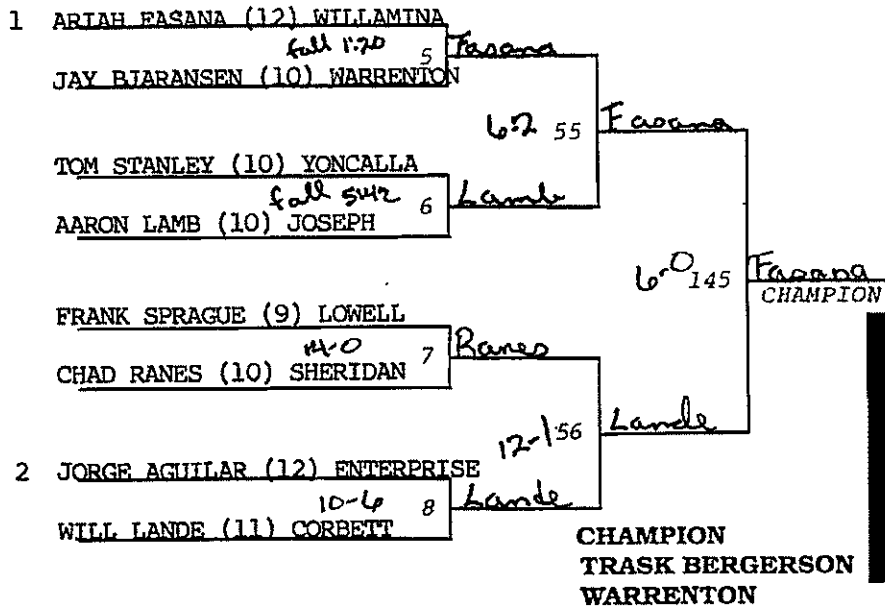 1 ARIAH FASANA (12) WILLAMINA
fall 1:20 5 Fasana
JAY BJARANSEN (10) WARRENTON
6-2 55 Fasana
TOM STANLEY (10) YONCALLA
fall 5:42 6 Lamb
AARON LAMB (10) JOSEPH
6-0 145 Fasana
CHAMPION
FRANK SPRAGUE (9) LOWELL
14-0 7 Ranes
CHAD RANES (10) SHERIDAN
12-1 56 Lande
2 JORGE AGUILAR (12) ENTERPRISE
10-6 8 Lande
WILL LANDE (11) CORBETT
CHAMPION
TRASK BERGERSON
WARRENTON